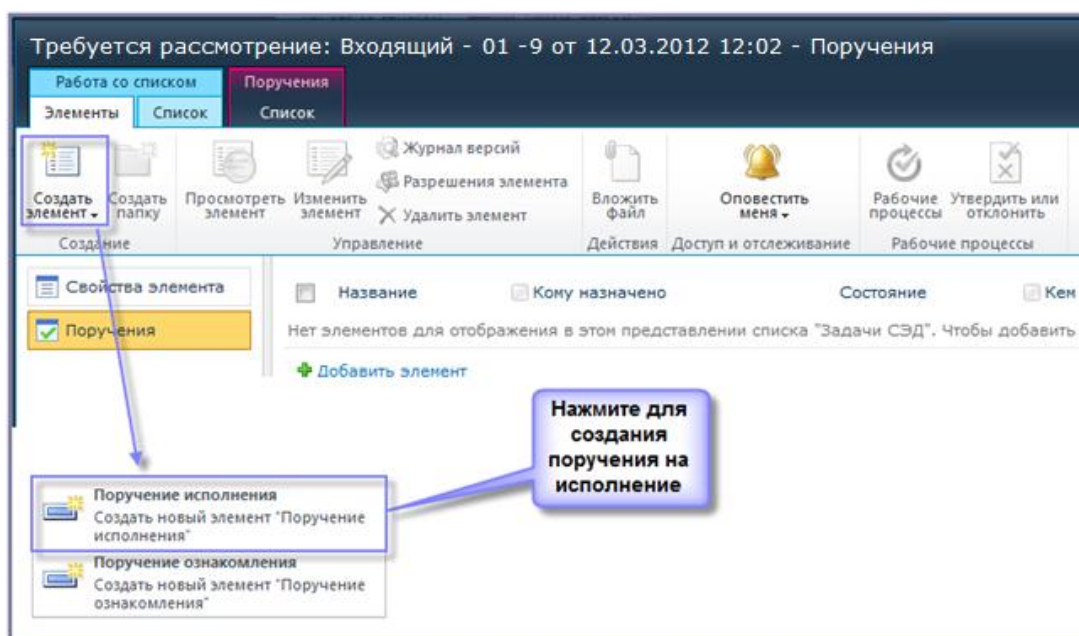 Требуется рассмотрение: Входящий - 01 -9 от 12.03.2012 12:02 - Поручения
Работа со списком Поручения
Элементы Список Список
Создать элемент
Создать папку
Просмотреть элемент
Изменить элемент
Журнал версий
Разрешения элемента
Удалить элемент
Вложить файл
Оповестить меня
Рабочие процессы
Утвердить или отклонить
Создание Управление Действия Доступ и отслеживание Рабочие процессы
Свойства элемента
Поручения
Название Кому назначено Состояние Кем
Нет элементов для отображения в этом представлении списка "Задачи СЭД". Чтобы добавить
Добавить элемент
Нажмите для
создания
поручения на
исполнение
Поручение исполнения
Создать новый элемент "Поручение
исполнения"
Поручение ознакомления
Создать новый элемент "Поручение
ознакомления"